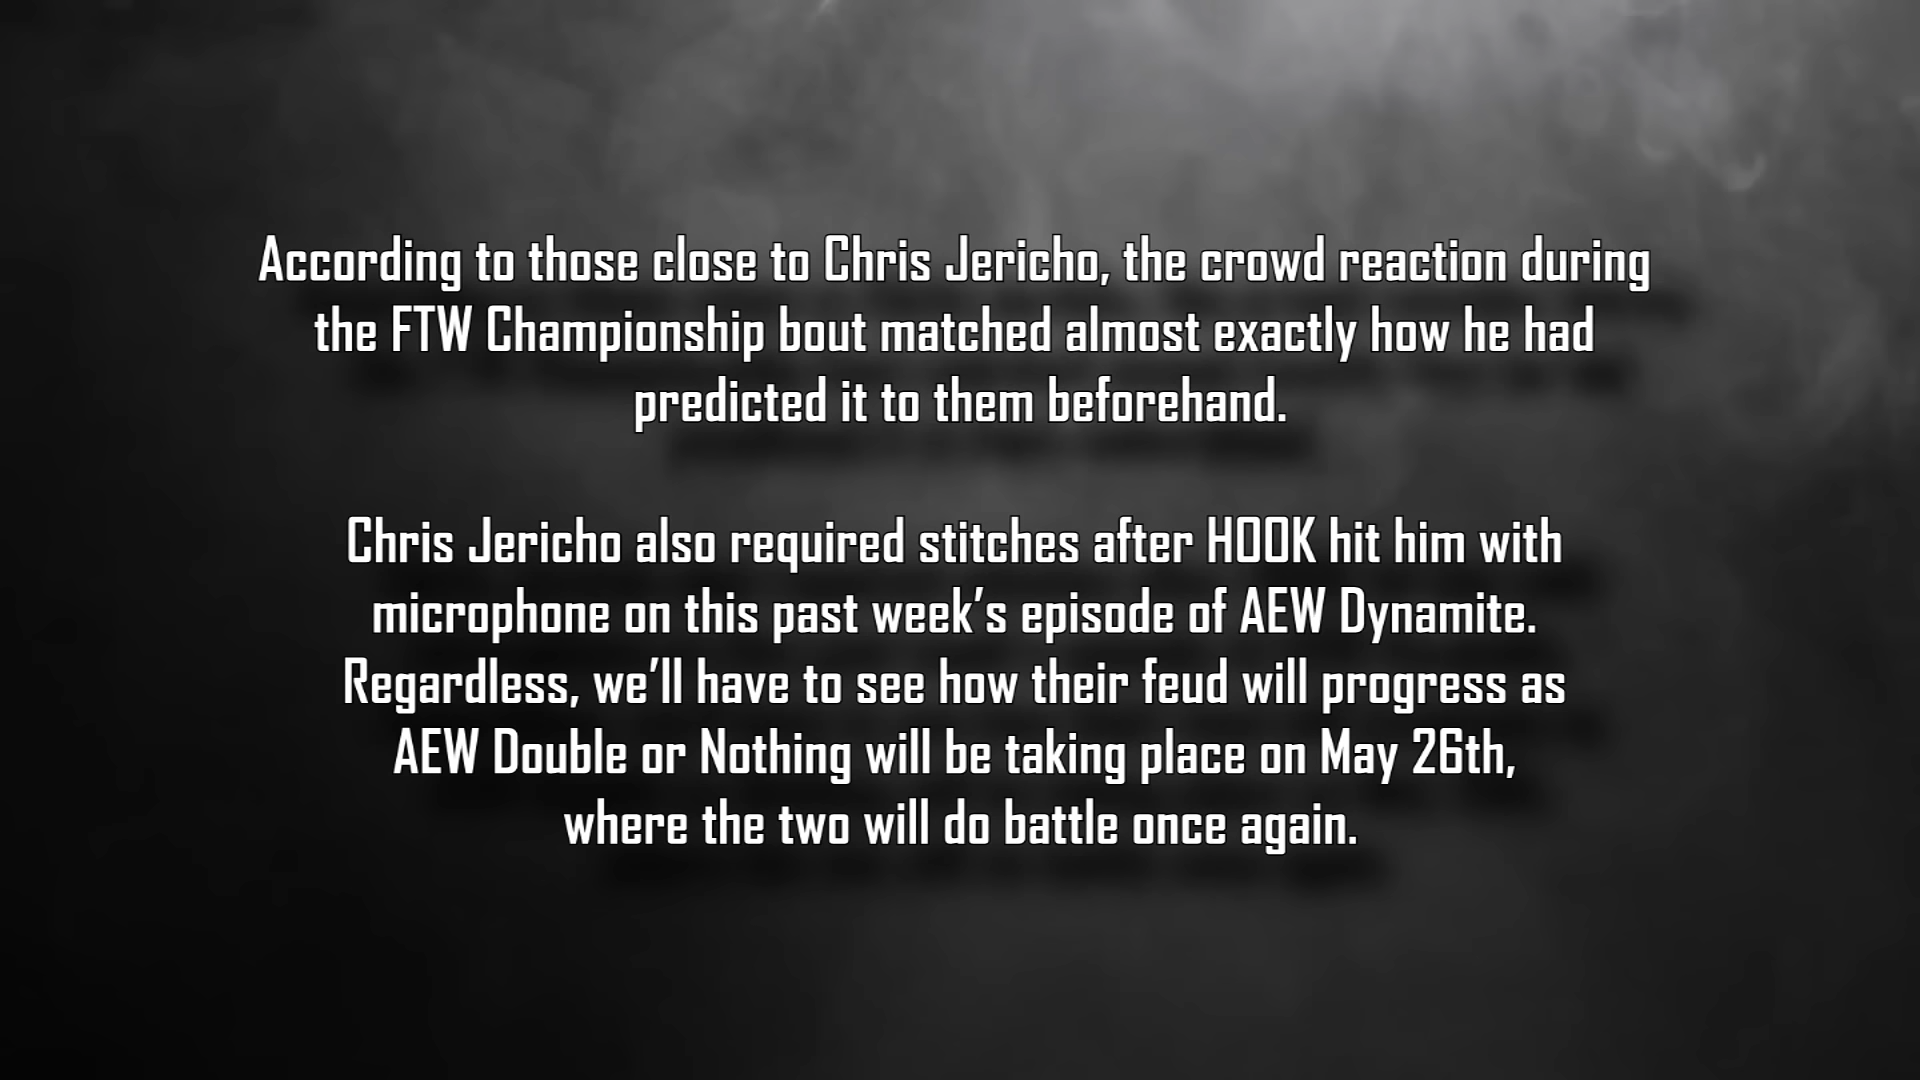 According to those close to Chris Jericho, the crowd reaction during
the FTW Championship bout matched almost exactly how he had
predicted it to them beforehand.
Chris Jericho also required stitches after HOOK hit him with
microphone on this past week’s episode of AEW Dynamite.
Regardless, we’ll have to see how their feud will progress as
AEW Double or Nothing will be taking place on May 26th,
where the two will do battle once again.